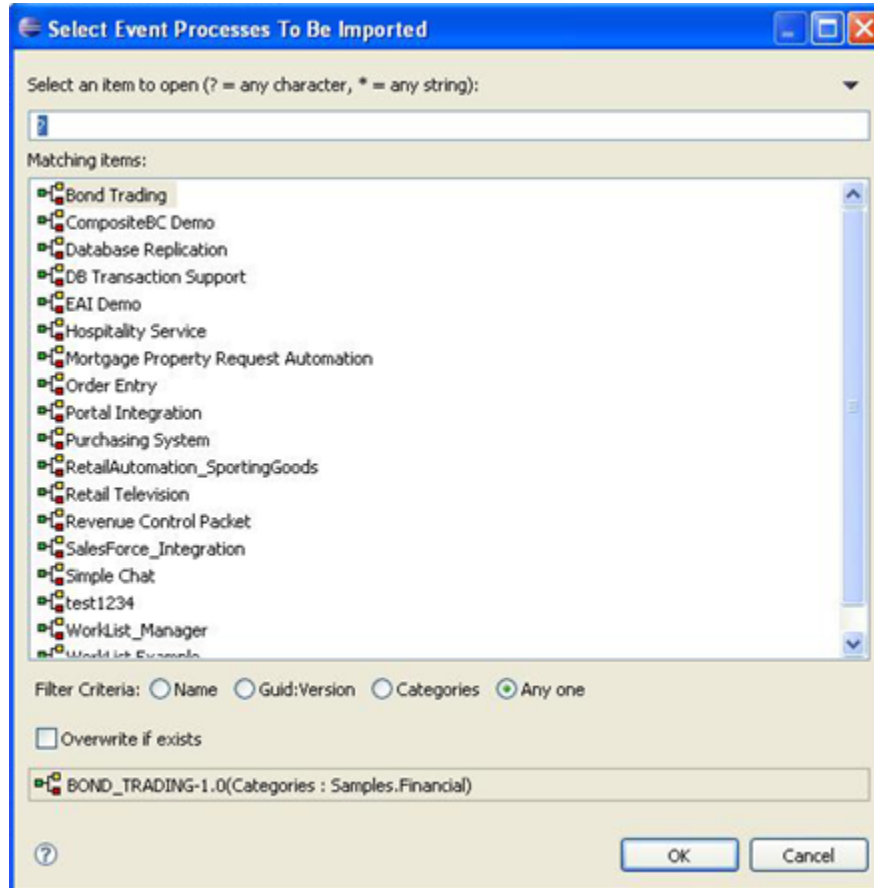 Select Event Processes To Be Imported
Select an item to open (? = any character, * = any string):
?
Matching items:
Bond Trading
CompositeBC Demo
Database Replication
DB Transaction Support
EAI Demo
Hospitality Service
Mortgage Property Request Automation
Order Entry
Portal Integration
Purchasing System
RetailAutomation_SportingGoods
Retail Television
Revenue Control Packet
SalesForce_Integration
Simple Chat
test1234
WorkList_Manager
WorkList Example
Filter Criteria: Name Guid:Version Categories Any one
Overwrite if exists
BOND_TRADING-1.0(Categories : Samples.Financial)
?
OK Cancel